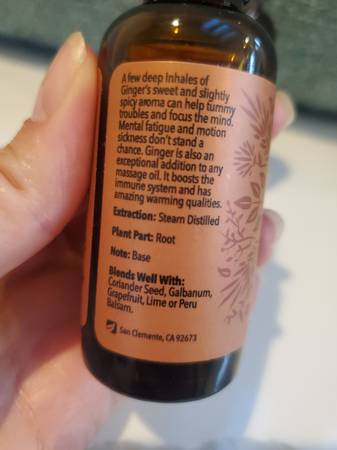 A few deep Inhales of
Ginger's sweet and slightly
spicy aroma can help tummy
troubles and focus the mind.
Mental fatigue and motion
sickness don't stand a
chance. Ginger is also an
exceptional addition to any
massage oil. It boosts the
immune system and has
amazing warming qualities.
Extraction: Steam Distilled
Plant Part: Root
Note: Base
Blends Well With:
Coriander Seed, Galbanum,
Grapefruit, Lime or Peru
Balsam.
San Clemente, CA 92673